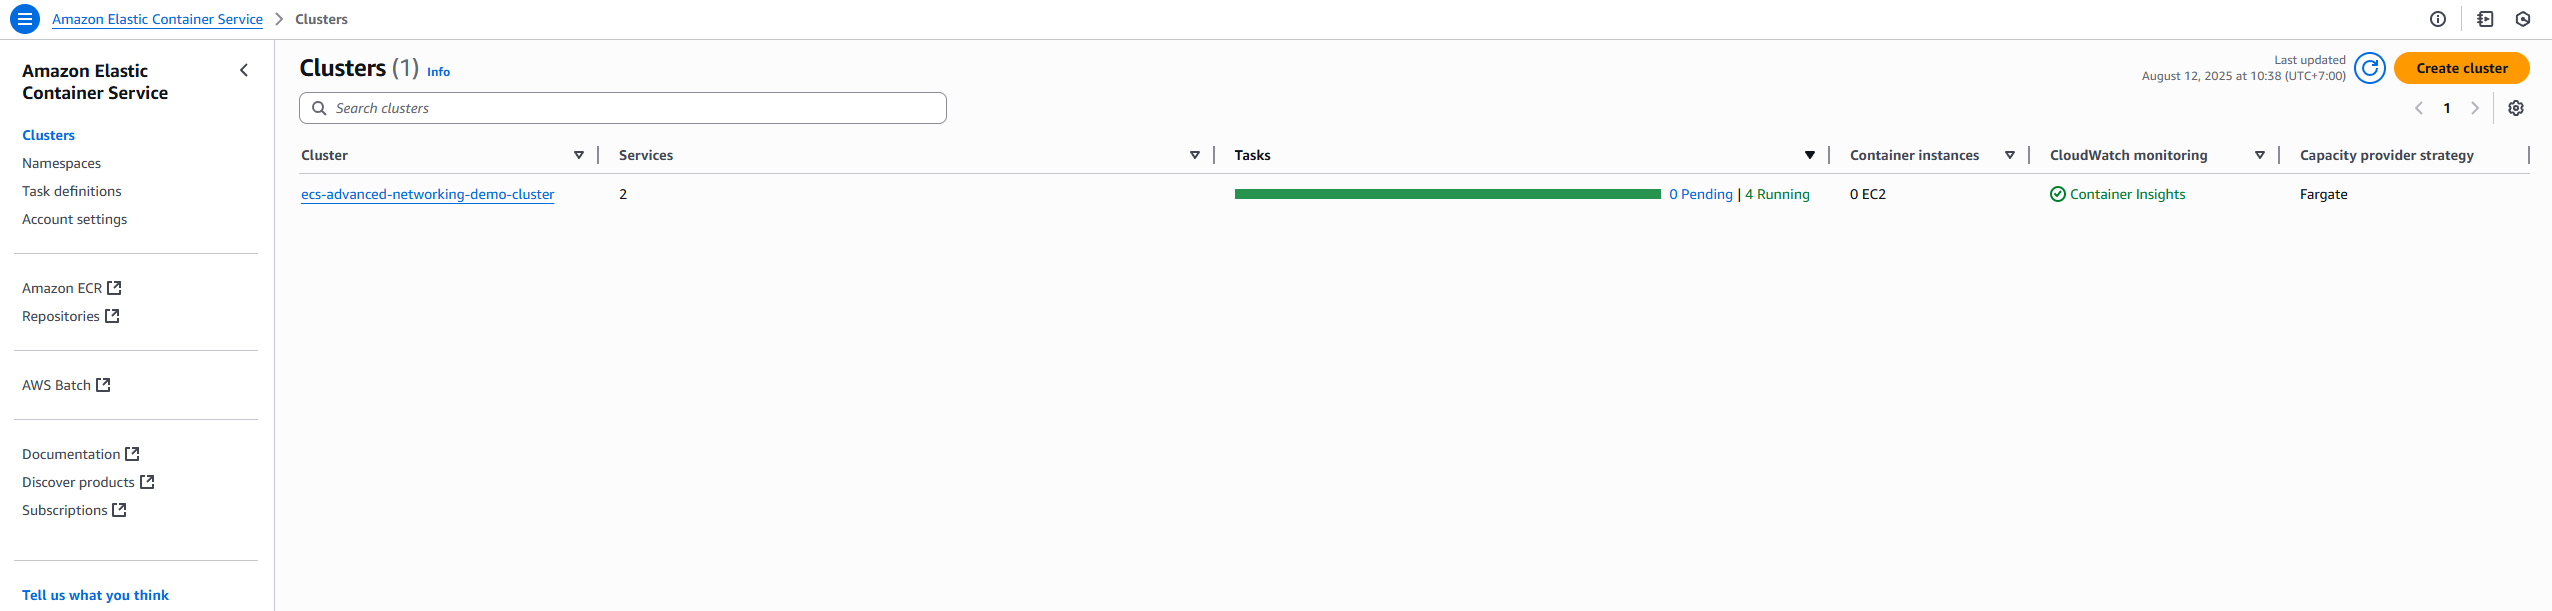 Amazon Elastic Container Service > Clusters
Amazon Elastic
Container Service
Clusters
Namespaces
Task definitions
Account settings
Amazon ECR
Repositories
AWS Batch
Documentation
Discover products
Subscriptions
Tell us what you think
Clusters (1) Info
Last updated
August 12, 2025 at 10:38 (UTC+7:00)
Create cluster
Search clusters
1
Cluster Services Tasks Container instances CloudWatch monitoring Capacity provider strategy
ecs-advanced-networking-demo-cluster 2 0 Pending | 4 Running 0 EC2 Container Insights Fargate